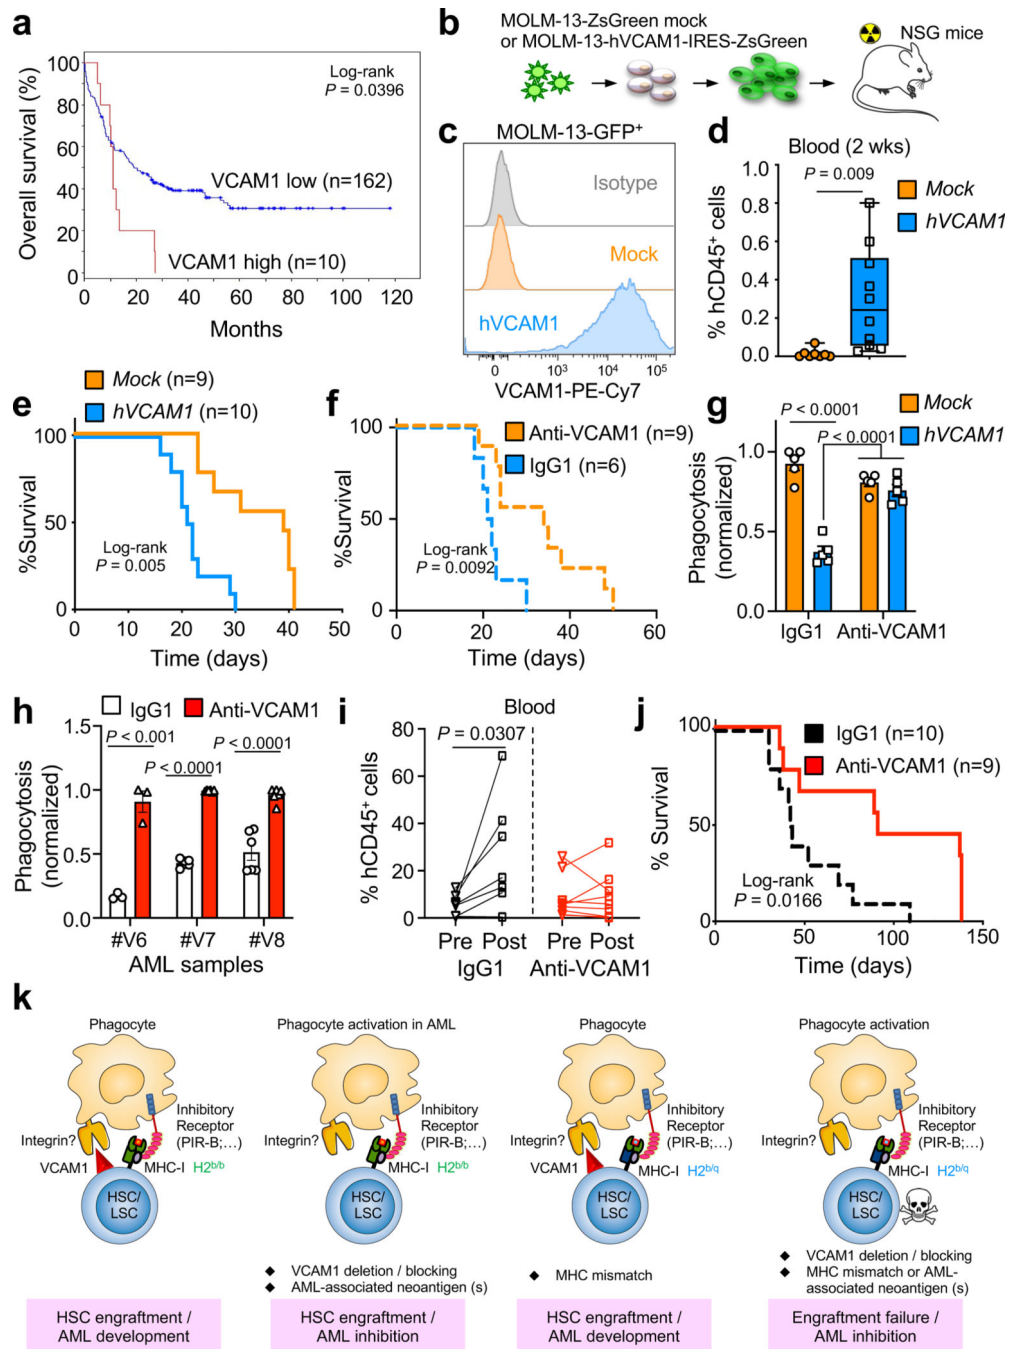 a
Overall survival (%)
100
80
60
40
20
0
Log-rank
P = 0.0396
VCAM1 low (n=162)
VCAM1 high (n=10)
0 20 40 60 80 100 120
Months
b
MOLM-13-ZsGreen mock
or MOLM-13-hVCAM1-IRES-ZsGreen
NSG mice
c
MOLM-13-GFP⁺
Isotype
Mock
hVCAM1
0 10³ 10⁴ 10⁵
VCAM1-PE-Cy7
d
Blood (2 wks)
P = 0.009
Mock
hVCAM1
% hCD45⁺ cells
1.0
0.8
0.6
0.4
0.2
0.0
e
Mock (n=9)
hVCAM1 (n=10)
%Survival
100
50
0
Log-rank
P = 0.005
0 10 20 30 40 50
Time (days)
f
Anti-VCAM1 (n=9)
IgG1 (n=6)
%Survival
100
50
0
Log-rank
P = 0.0092
0 20 40 60
Time (days)
g
Mock
hVCAM1
P < 0.0001
P < 0.0001
Phagocytosis
(normalized)
1.0
0.5
0.0
IgG1 Anti-VCAM1
h
IgG1 Anti-VCAM1
P < 0.001
P < 0.0001
P < 0.0001
Phagocytosis
(normalized)
1.5
1.0
0.5
0.0
#V6 #V7 #V8
AML samples
i
Blood
P = 0.0307
% hCD45⁺ cells
80
60
40
20
0
Pre Post Pre Post
IgG1 Anti-VCAM1
j
IgG1 (n=10)
Anti-VCAM1 (n=9)
% Survival
100
50
0
Log-rank
P = 0.0166
0 50 100 150
Time (days)
k
Phagocyte
Inhibitory
Receptor
(PIR-B;...)
Integrin?
VCAM1
MHC-I H2ᵇ/ᵇ
HSC/
LSC
HSC engraftment /
AML development
Phagocyte activation in AML
Inhibitory
Receptor
(PIR-B;...)
Integrin?
MHC-I H2ᵇ/ᵇ
HSC/
LSC
◆ VCAM1 deletion / blocking
◆ AML-associated neoantigen (s)
HSC engraftment /
AML inhibition
Phagocyte
Inhibitory
Receptor
(PIR-B;...)
Integrin?
VCAM1
MHC-I H2b/q
HSC/
LSC
◆ MHC mismatch
HSC engraftment /
AML development
Phagocyte activation
Inhibitory
Receptor
(PIR-B;...)
Integrin?
MHC-I H2b/q
HSC/
LSC
◆ VCAM1 deletion / blocking
◆ MHC mismatch or AML-
associated neoantigen (s)
Engraftment failure /
AML inhibition